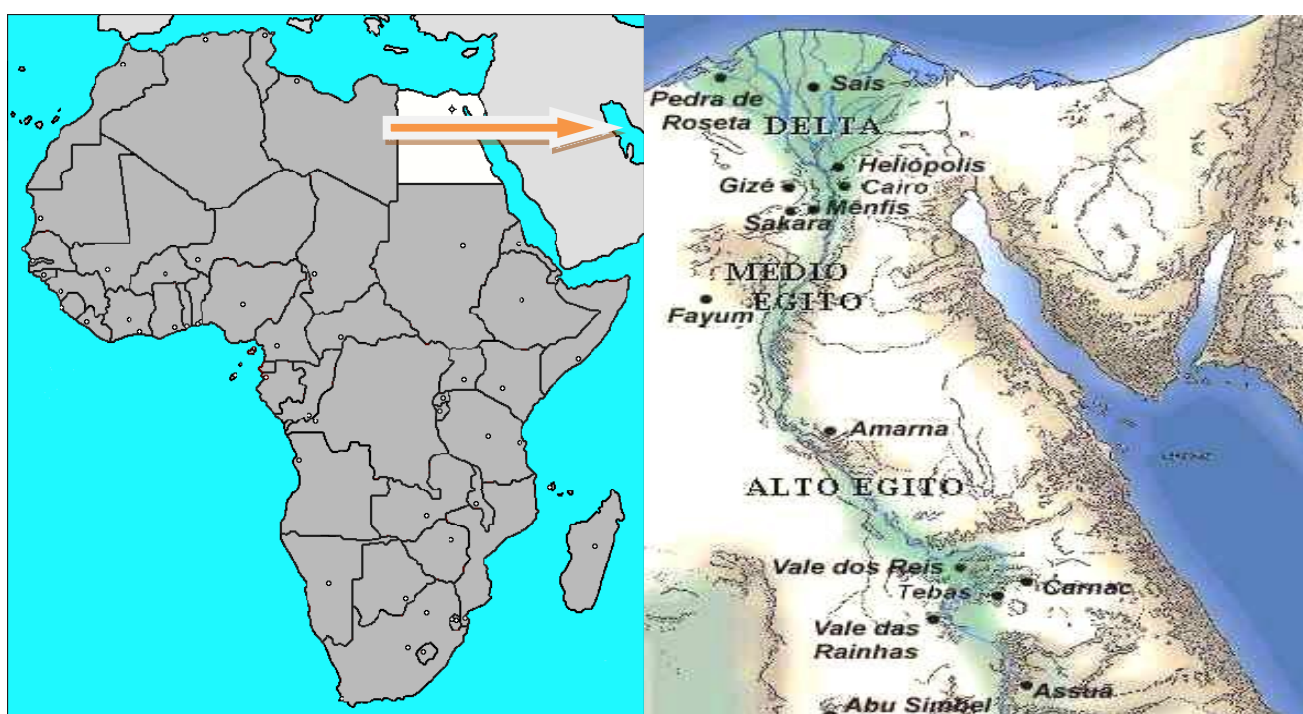 Sais
Pedra de
Roseta
DELTA
Heliópolis
Gizé
Cairo
Mênfis
Sakara
MÉDIO
EGITO
Fayum
Amarna
ALTO EGITO
Vale dos Reis
Tebas
Carnac
Vale das
Rainhas
Assuã
Abu Simbel